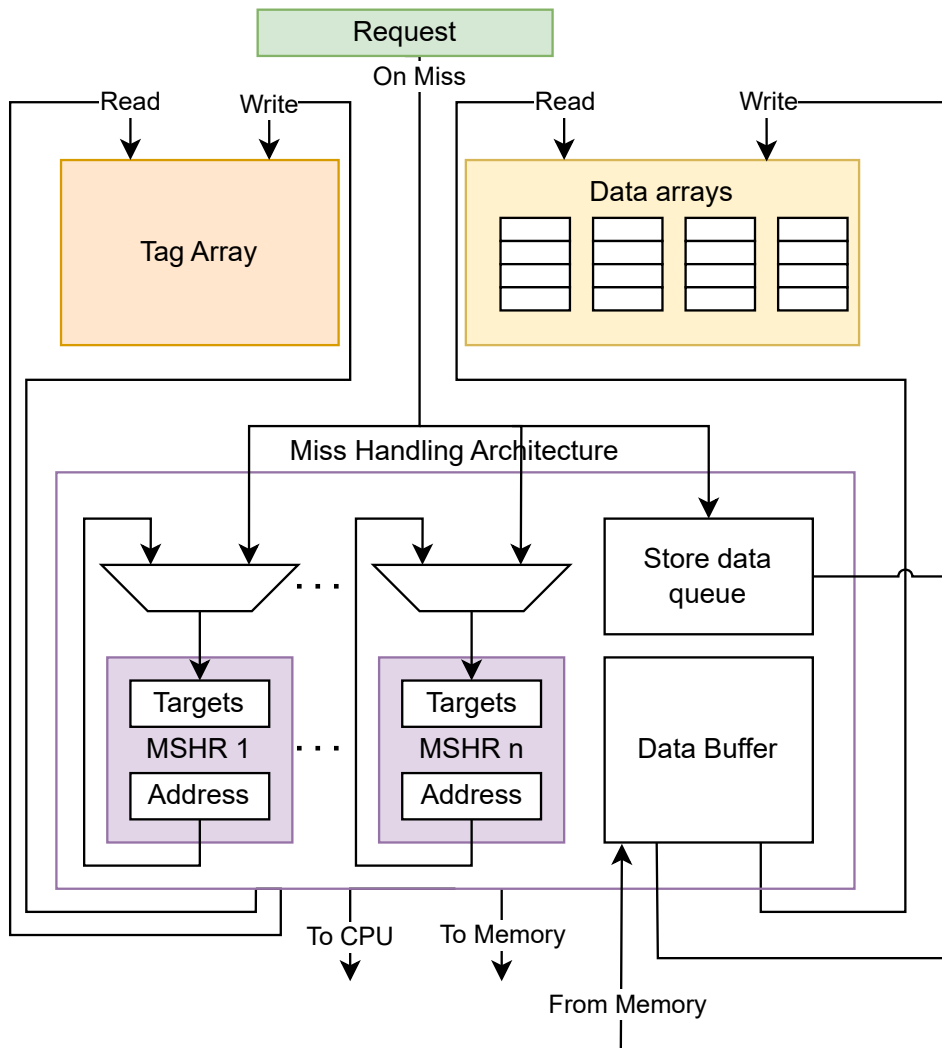 Request
On Miss
Read
Write
Read
Write
Tag Array
Data arrays
Miss Handling Architecture
Store data
queue
. . .
Targets
MSHR 1
Address
. . .
Targets
MSHR n
Address
Data Buffer
To CPU
To Memory
From Memory